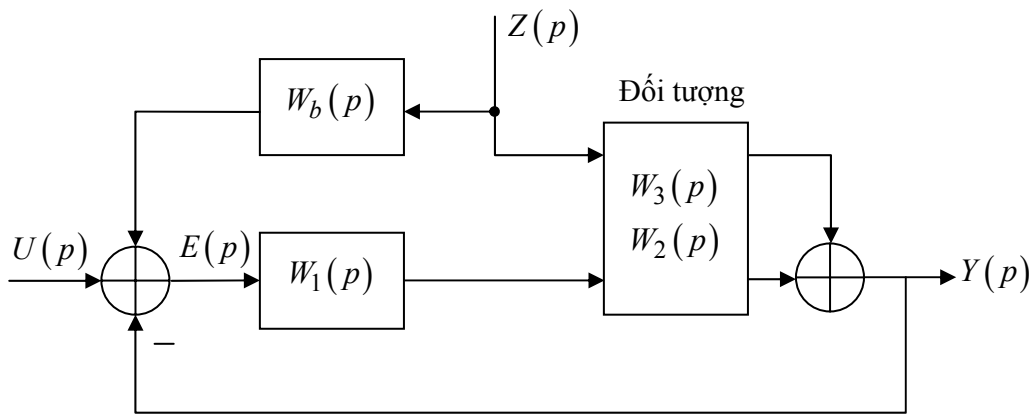 Z(p)
W_b(p)
Đối tượng
W_3(p)
W_2(p)
U(p)
E(p)
W_1(p)
Y(p)
−